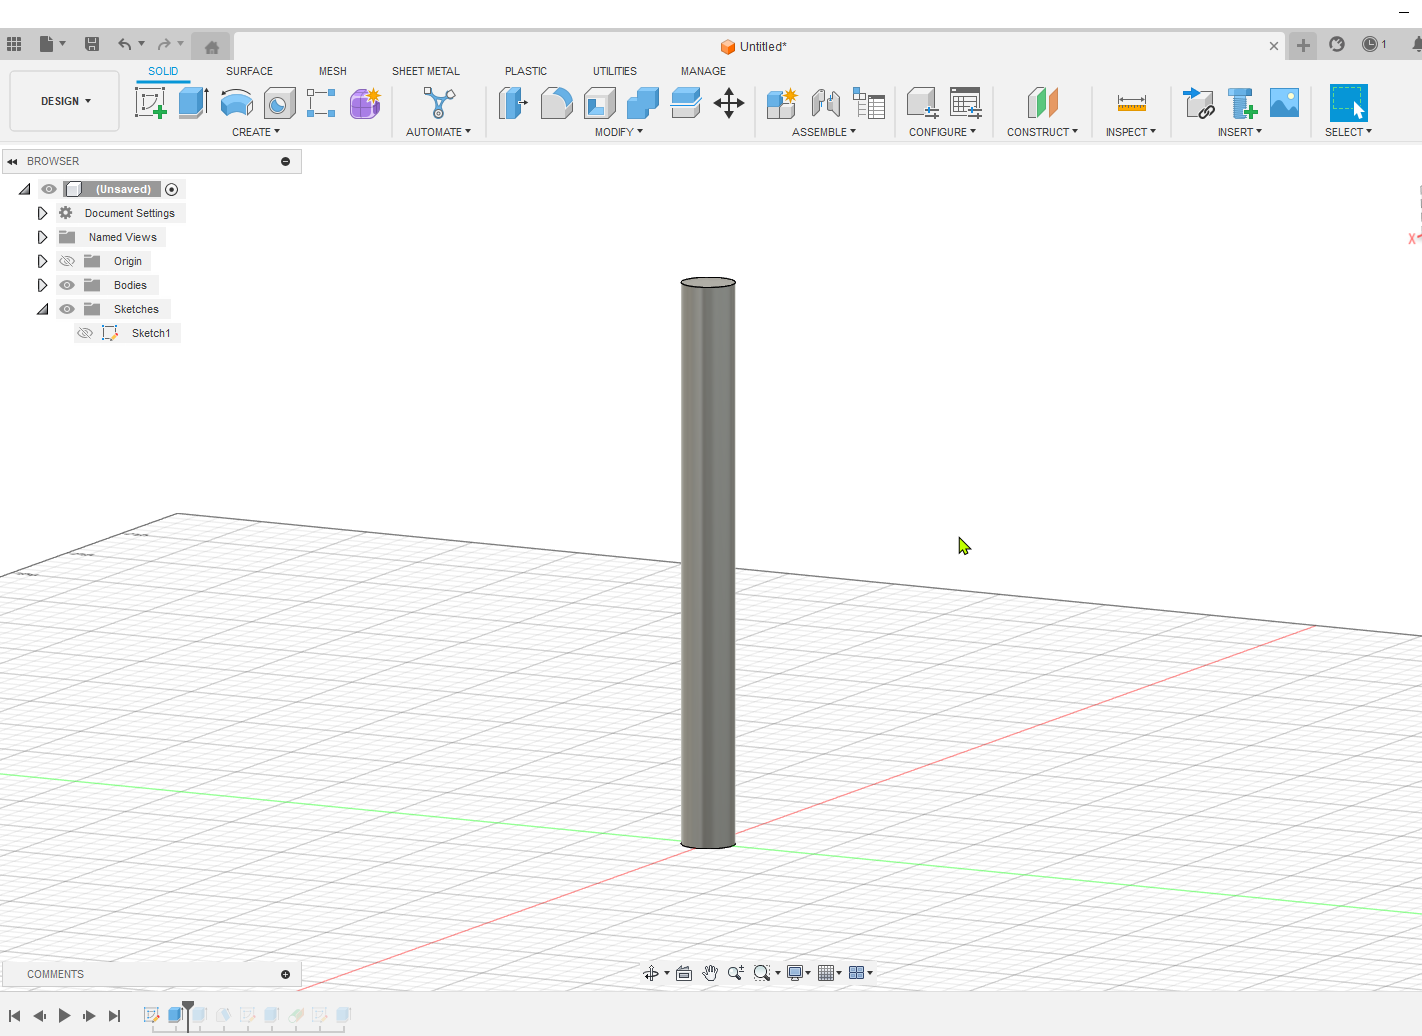 Untitled*
1
DESIGN
SOLID
SURFACE
MESH
SHEET METAL
PLASTIC
UTILITIES
MANAGE
CREATE
AUTOMATE
MODIFY
ASSEMBLE
CONFIGURE
CONSTRUCT
INSPECT
INSERT
SELECT
BROWSER
(Unsaved)
Document Settings
Named Views
Origin
Bodies
Sketches
Sketch1
X
COMMENTS